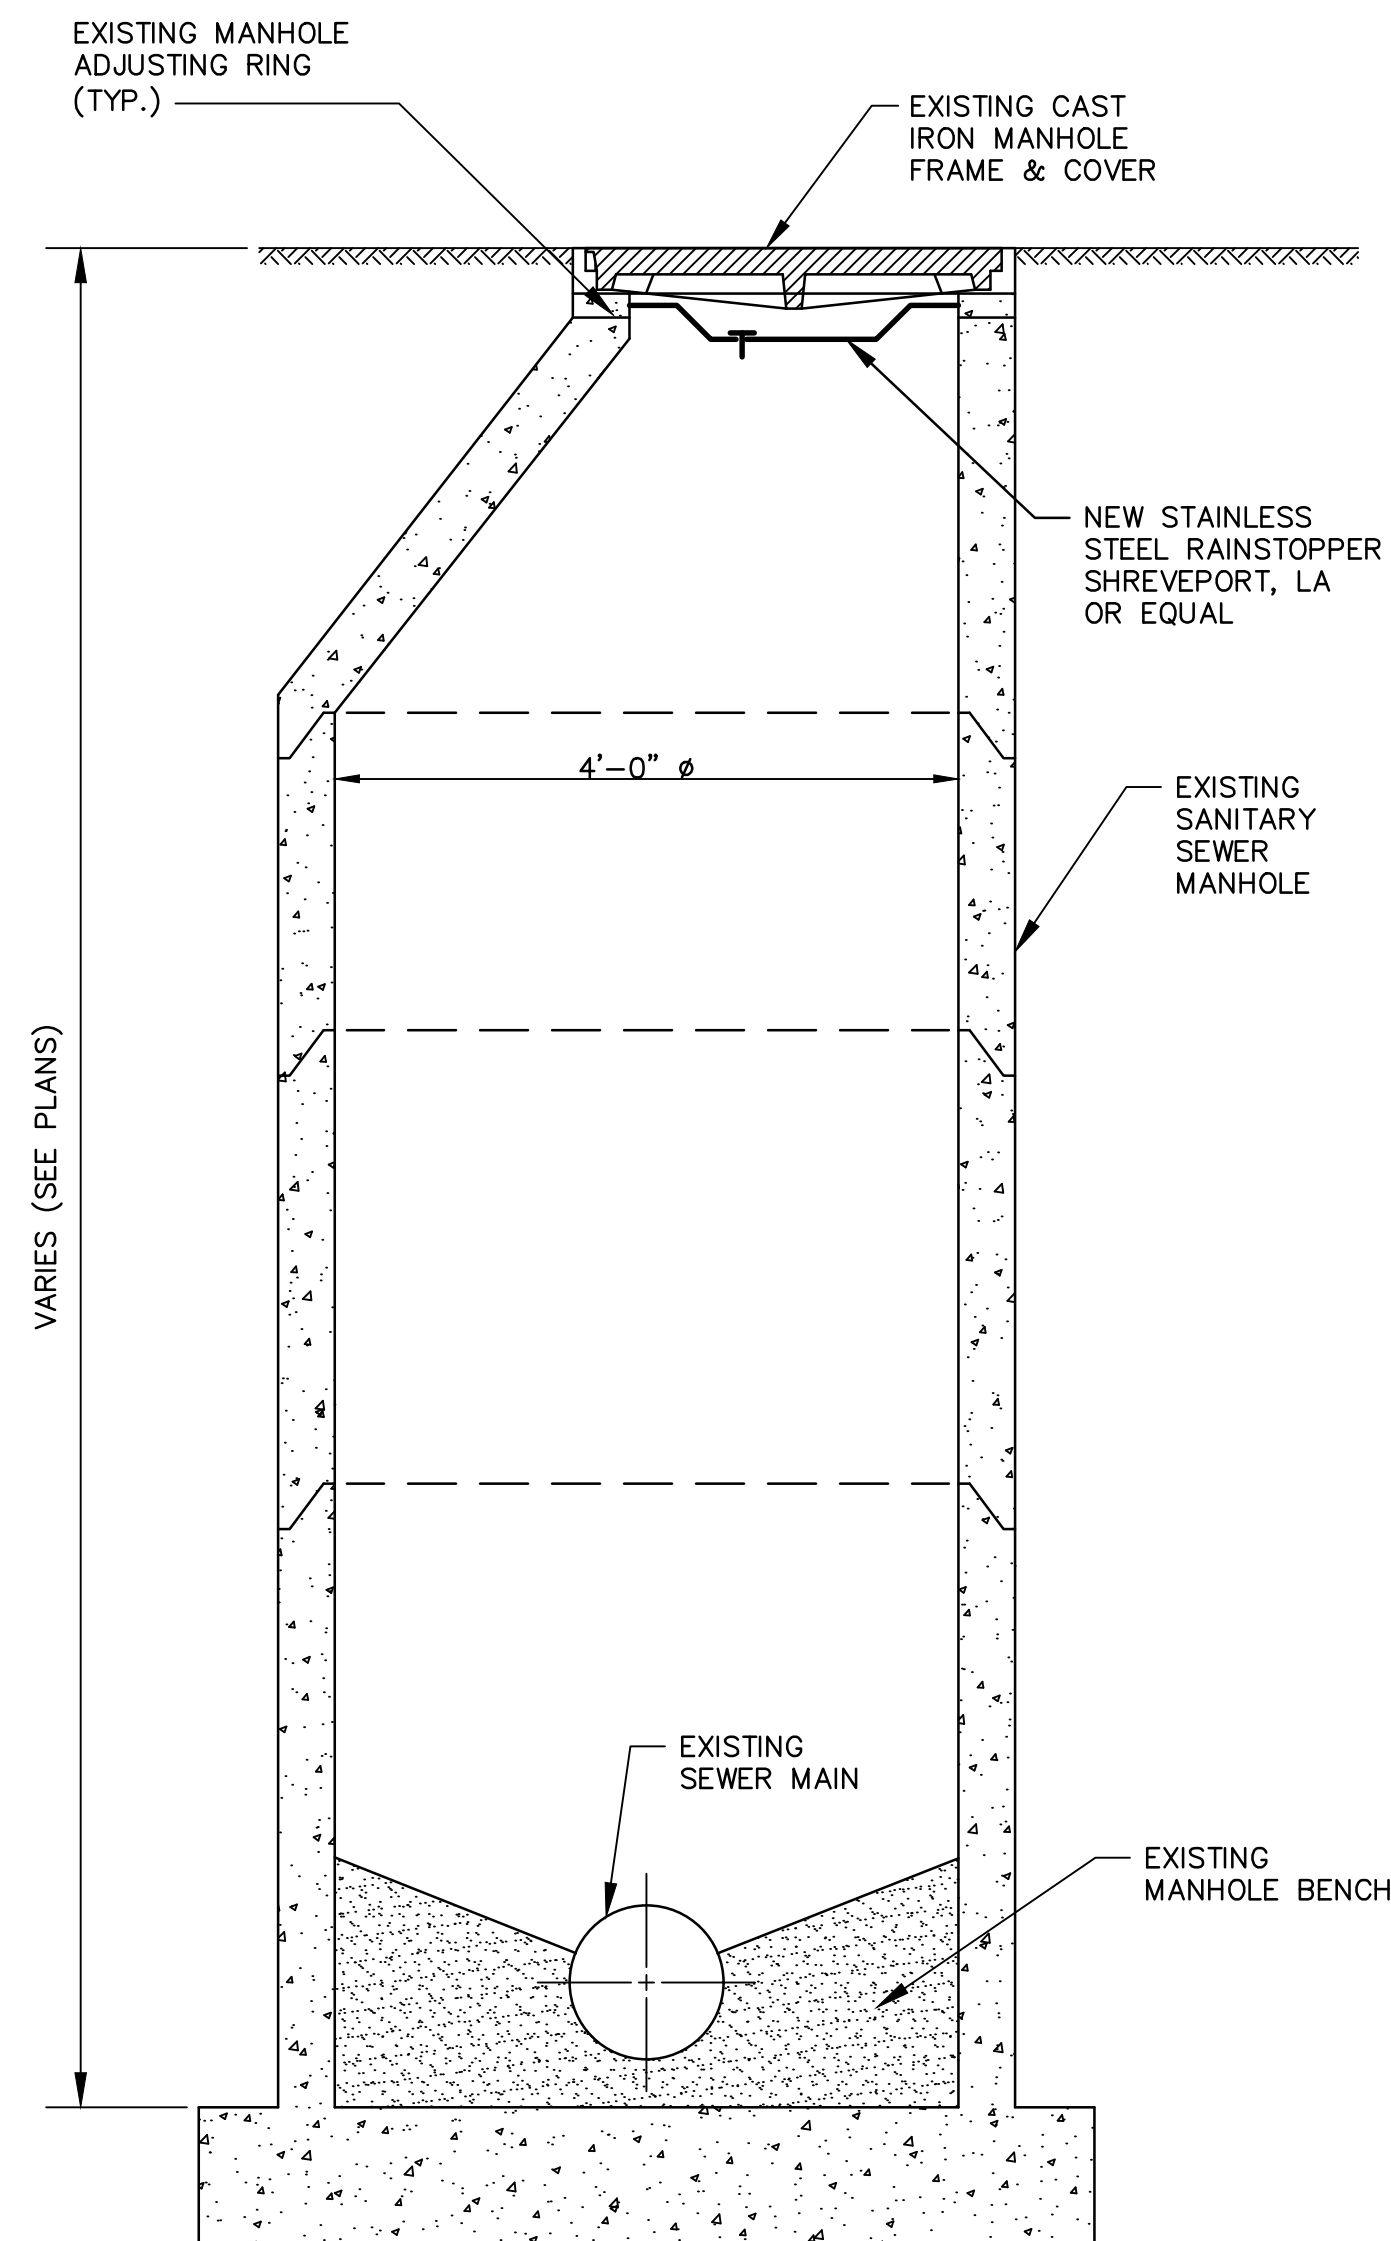 EXISTING MANHOLE
ADJUSTING RING
(TYP.)
EXISTING CAST
IRON MANHOLE
FRAME & COVER
NEW STAINLESS
STEEL RAINSTOPPER
SHREVEPORT, LA
OR EQUAL
4'-0" ø
EXISTING
SANITARY
SEWER
MANHOLE
VARIES (SEE PLANS)
EXISTING
SEWER MAIN
EXISTING
MANHOLE BENCH